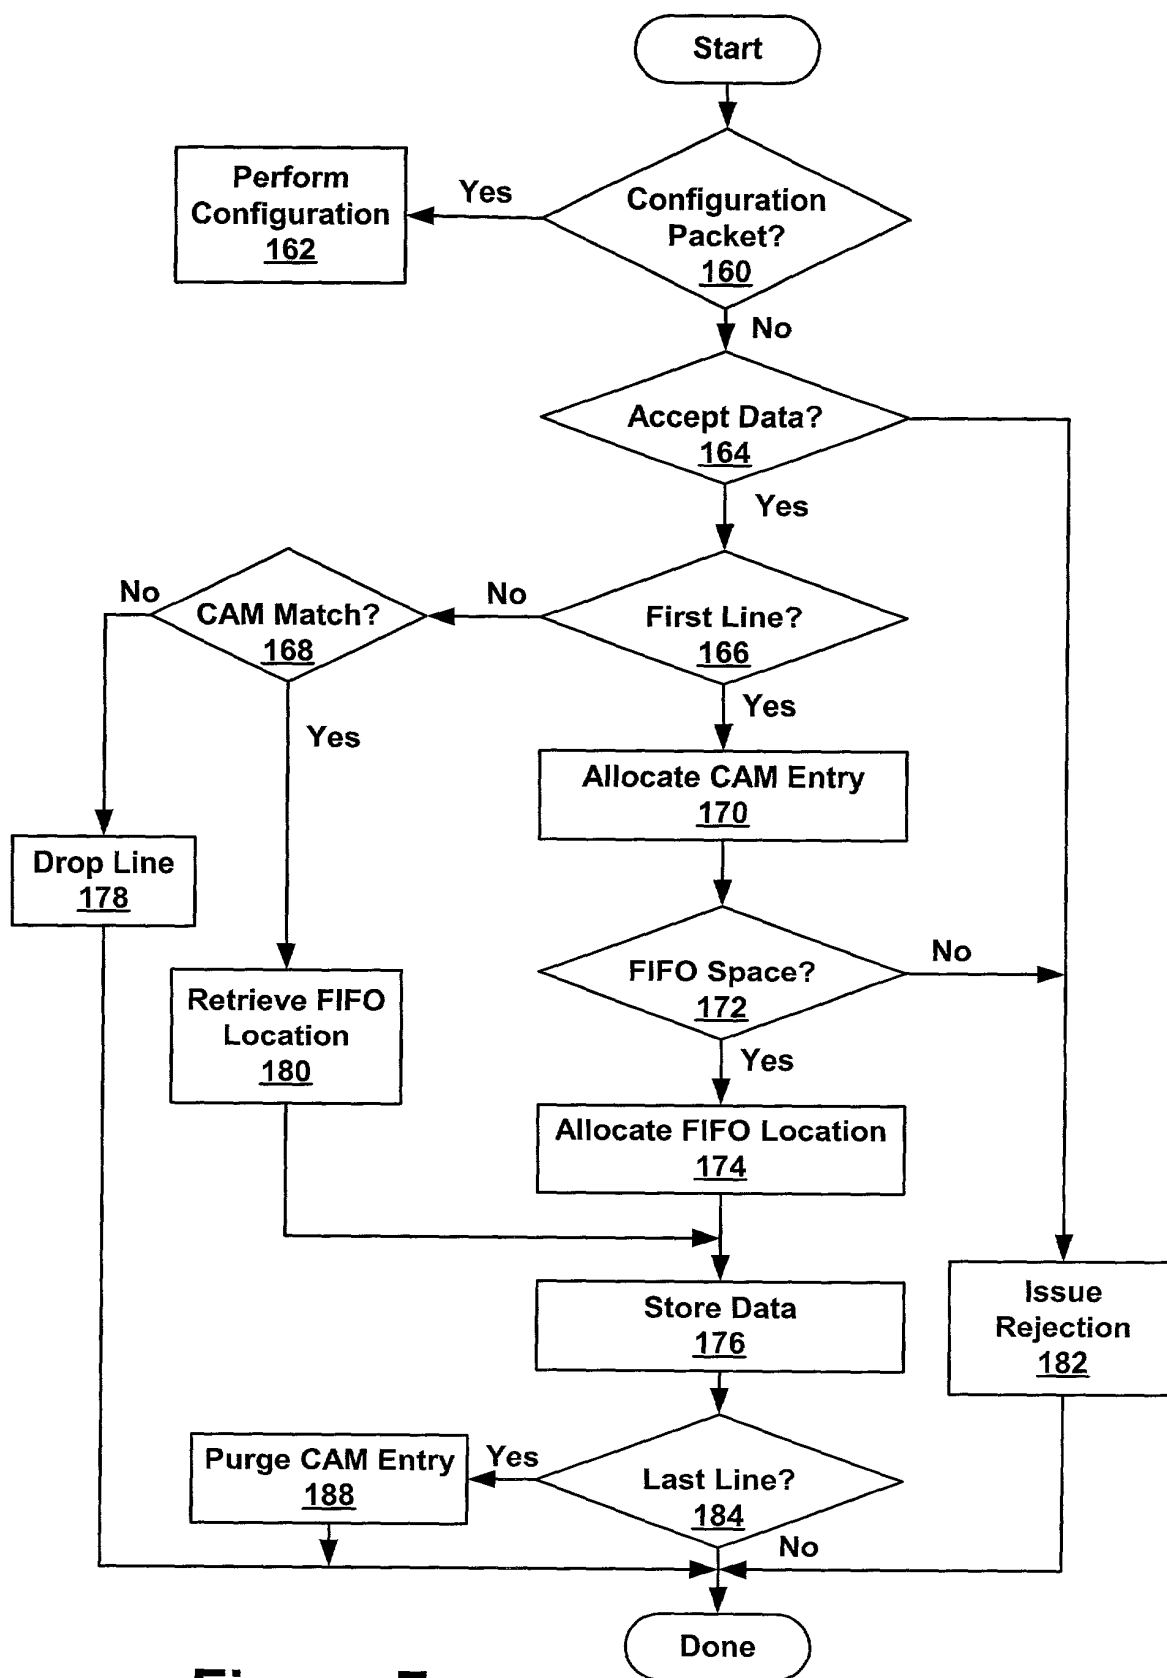 Start
Perform
Configuration
162
Yes
Configuration
Packet?
160
No
Accept Data?
164
Yes
No
CAM Match?
168
No
First Line?
166
Yes
Yes
Allocate CAM Entry
170
Drop Line
178
FIFO Space?
172
No
Retrieve FIFO
Location
180
Yes
Allocate FIFO Location
174
Store Data
176
Issue
Rejection
182
Purge CAM Entry
188
Yes
Last Line?
184
No
Done